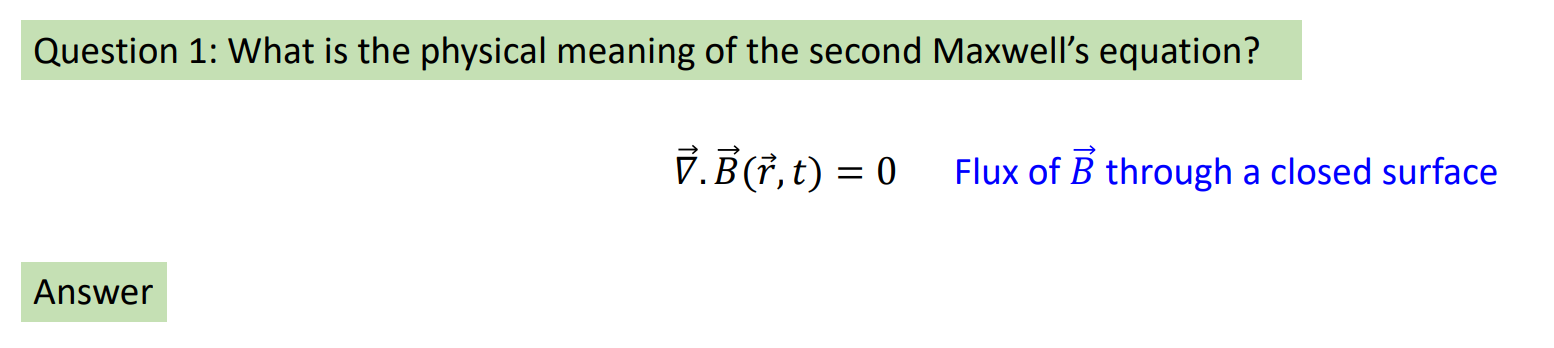 Question 1: What is the physical meaning of the second Maxwell’s equation?
$\vec{\nabla}.\vec{B}(\vec{r},t) = 0$ Flux of $\vec{B}$ through a closed surface
Answer